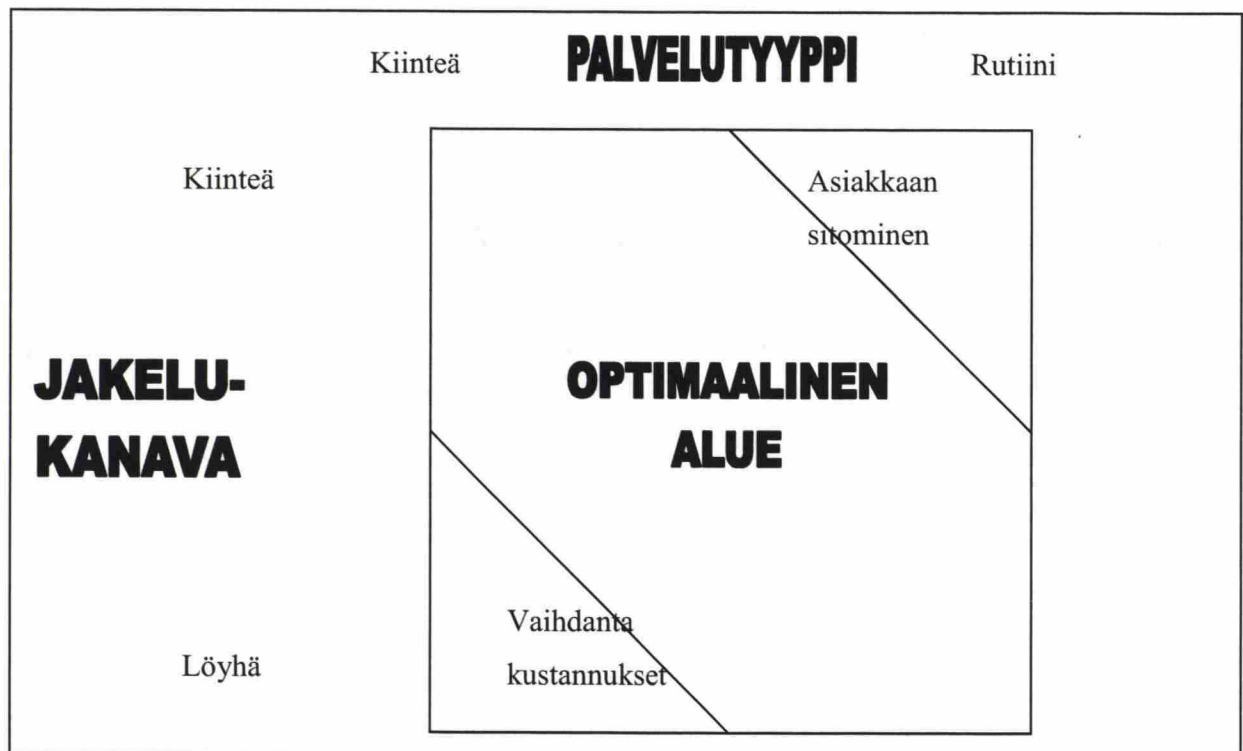 Kiinteä PALVELUTYYPPI Rutiini
Kiinteä
Asiakkaan
sitominen
JAKELU-
KANAVA
OPTIMAALINEN
ALUE
Löyhä
Vaihdanta
kustannukset